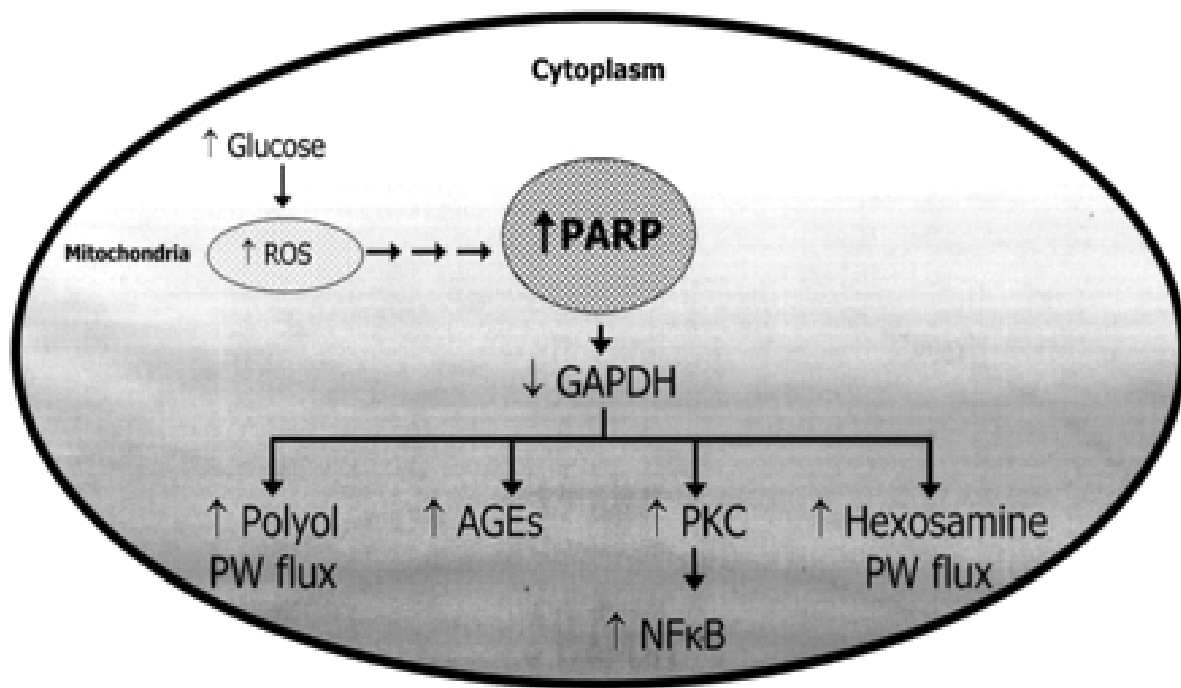 Cytoplasm
↑ Glucose
Mitochondria
↑ ROS
↑PARP
↓ GAPDH
↑ Polyol
PW flux
↑ AGEs
↑ PKC
↑ Hexosamine
PW flux
↑ NFκB